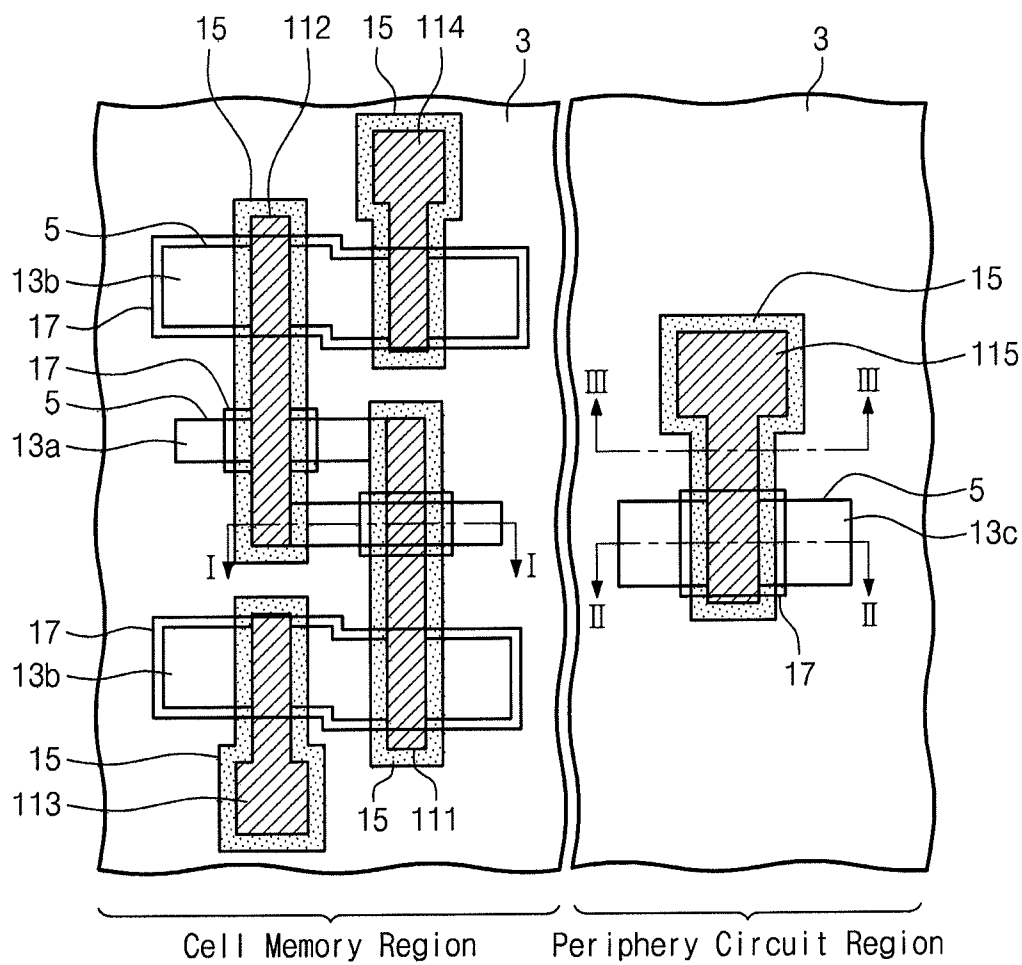 15 112 15 114 3 3
5
13b
17
17
5
13a
15
115
III III
5
13c
I I
II II
17
17
13b
15
113
15 111
Cell Memory Region Periphery Circuit Region